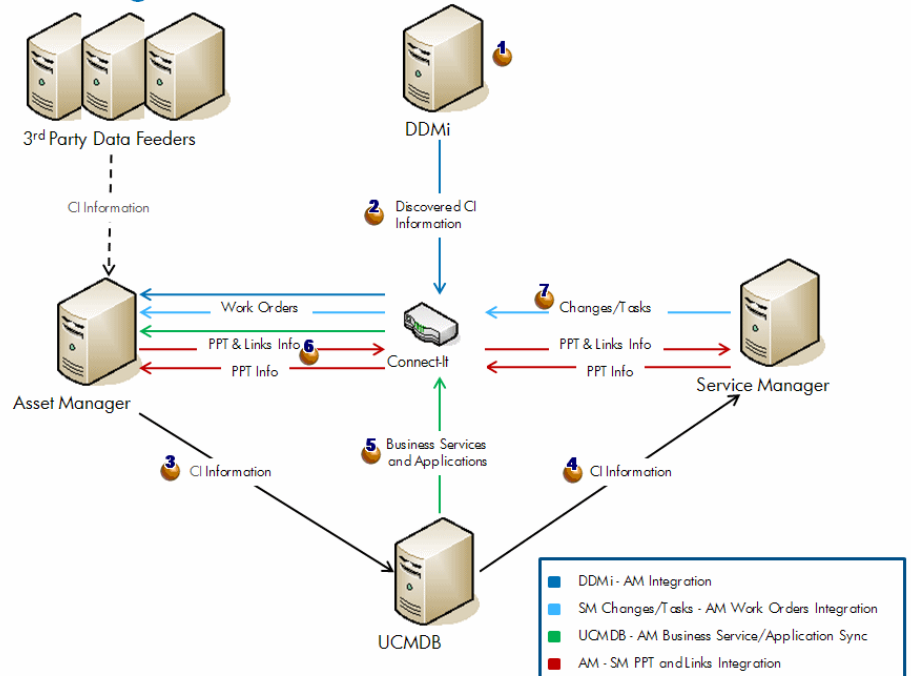 1
3rd Party Data Feeders
DDMi
CI Information
2
Discovered CI
Information
7
Work Orders
Changes/Tasks
PPT & Links Info
6
PPT & Links Info
PPT Info
Connect-It
PPT Info
Asset Manager
Service Manager
3
CI Information
5
Business Services
and Applications
4
CI Information
UCMDB
DDMi - AM Integration
SM Changes/Tasks - AM Work Orders Integration
UCMDB - AM Business Service/Application Sync
AM - SM PPT and Links Integration